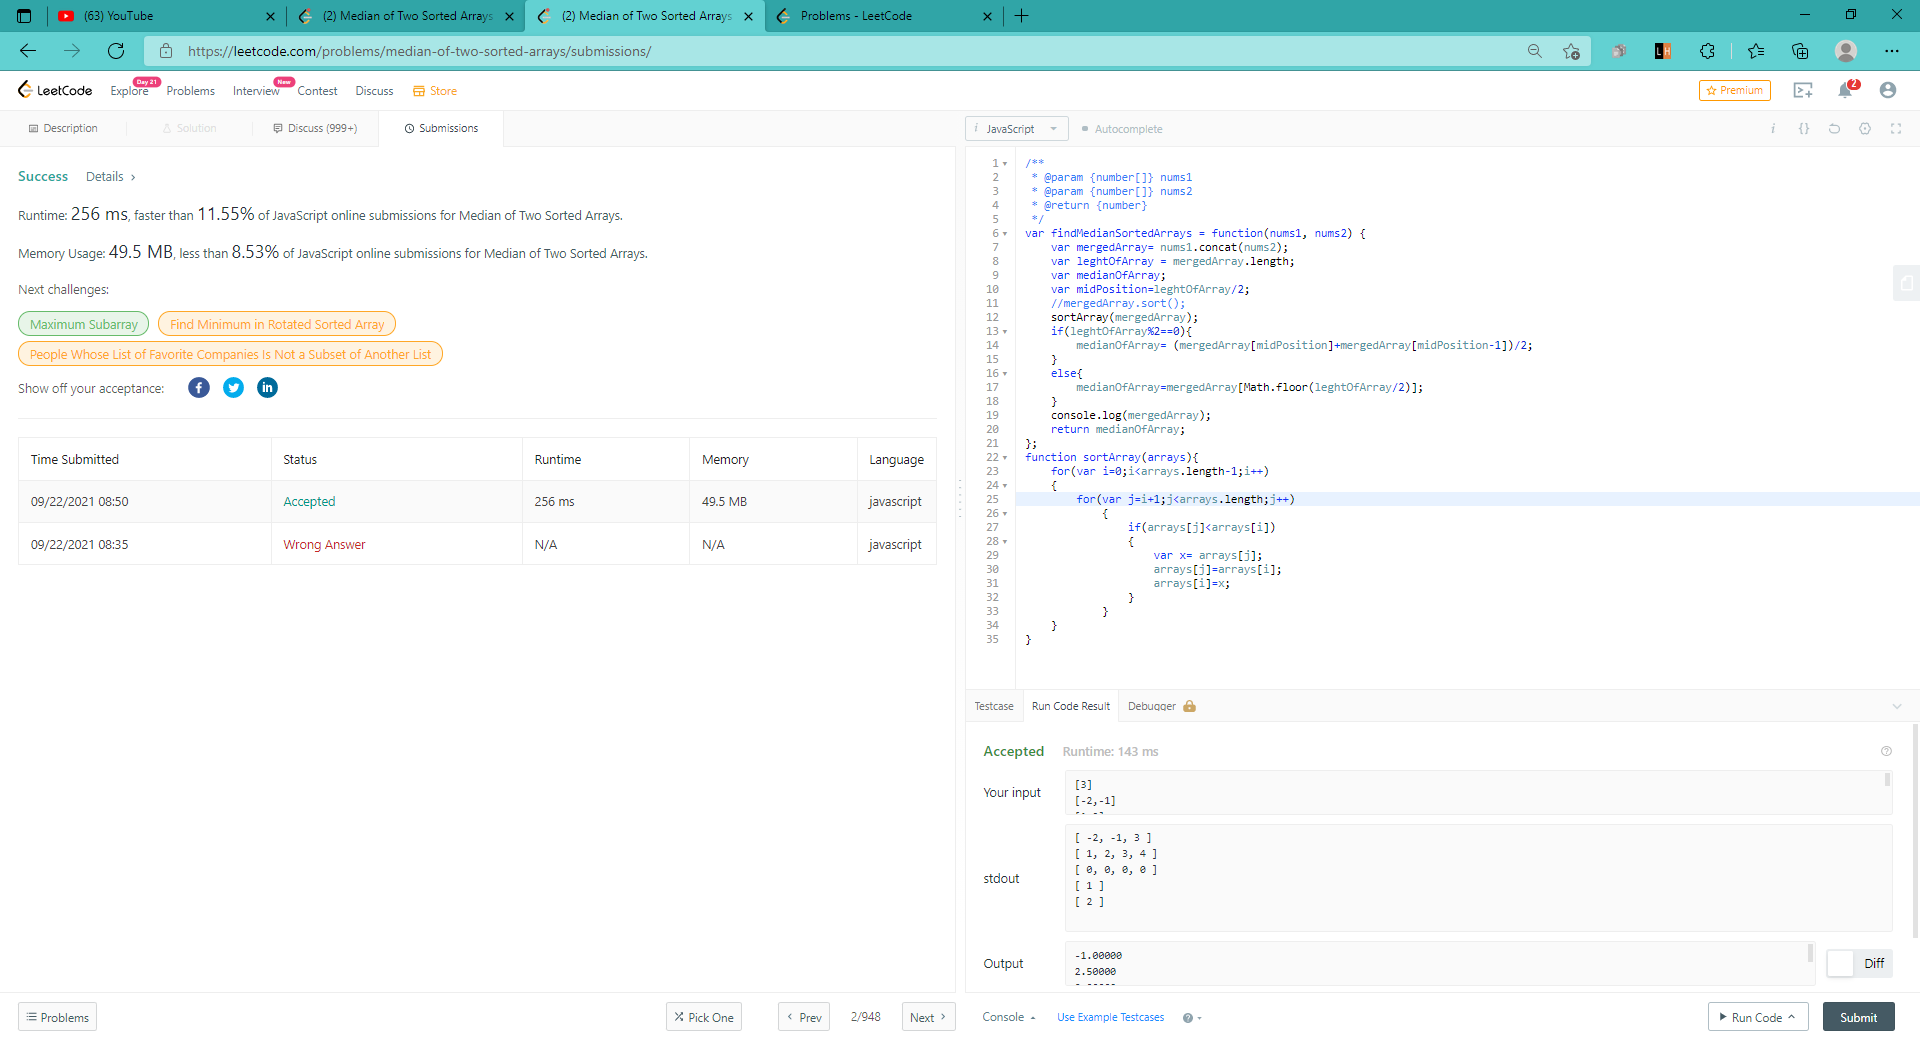 (63) YouTube
(2) Median of Two Sorted Arrays
(2) Median of Two Sorted Arrays
Problems - LeetCode
https://leetcode.com/problems/median-of-two-sorted-arrays/submissions/
LH
LeetCode
Explore
Day 21
Problems
Interview
New
Contest
Discuss
Store
Premium
2
Description
Solution
Discuss (999+)
Submissions
Success
Details >
Runtime: 256 ms, faster than 11.55% of JavaScript online submissions for Median of Two Sorted Arrays.
Memory Usage: 49.5 MB, less than 8.53% of JavaScript online submissions for Median of Two Sorted Arrays.
Next challenges:
Maximum Subarray
Find Minimum in Rotated Sorted Array
People Whose List of Favorite Companies Is Not a Subset of Another List
Show off your acceptance:
Time Submitted Status Runtime Memory Language
09/22/2021 08:50 Accepted 256 ms 49.5 MB javascript
09/22/2021 08:35 Wrong Answer N/A N/A javascript
Problems
Pick One
< Prev
2/948
Next >
i JavaScript
Autocomplete
i {}
1 /**
2 * @param {number[]} nums1
3 * @param {number[]} nums2
4 * @return {number}
5 */
6 var findMedianSortedArrays = function(nums1, nums2) {
7 var mergedArray= nums1.concat(nums2);
8 var leghtOfArray = mergedArray.length;
9 var medianOfArray;
10 var midPosition=leghtOfArray/2;
11 //mergedArray.sort();
12 sortArray(mergedArray);
13 if(leghtOfArray%2==0){
14 medianOfArray= (mergedArray[midPosition]+mergedArray[midPosition-1])/2;
15 }
16 else{
17 medianOfArray=mergedArray[Math.floor(leghtOfArray/2)];
18 }
19 console.log(mergedArray);
20 return medianOfArray;
21 };
22 function sortArray(arrays){
23 for(var i=0;i<arrays.length-1;i++)
24 {
25 for(var j=i+1;j<arrays.length;j++)
26 {
27 if(arrays[j]<arrays[i])
28 {
29 var x= arrays[j];
30 arrays[j]=arrays[i];
31 arrays[i]=x;
32 }
33 }
34 }
35 }
Testcase
Run Code Result
Debugger
Accepted
Runtime: 143 ms
Your input
[3]
[-2,-1]
stdout
[ -2, -1, 3 ]
[ 1, 2, 3, 4 ]
[ 0, 0, 0, 0 ]
[ 1 ]
[ 2 ]
Output
-1.00000
2.50000
Diff
Console
Use Example Testcases
Run Code
Submit